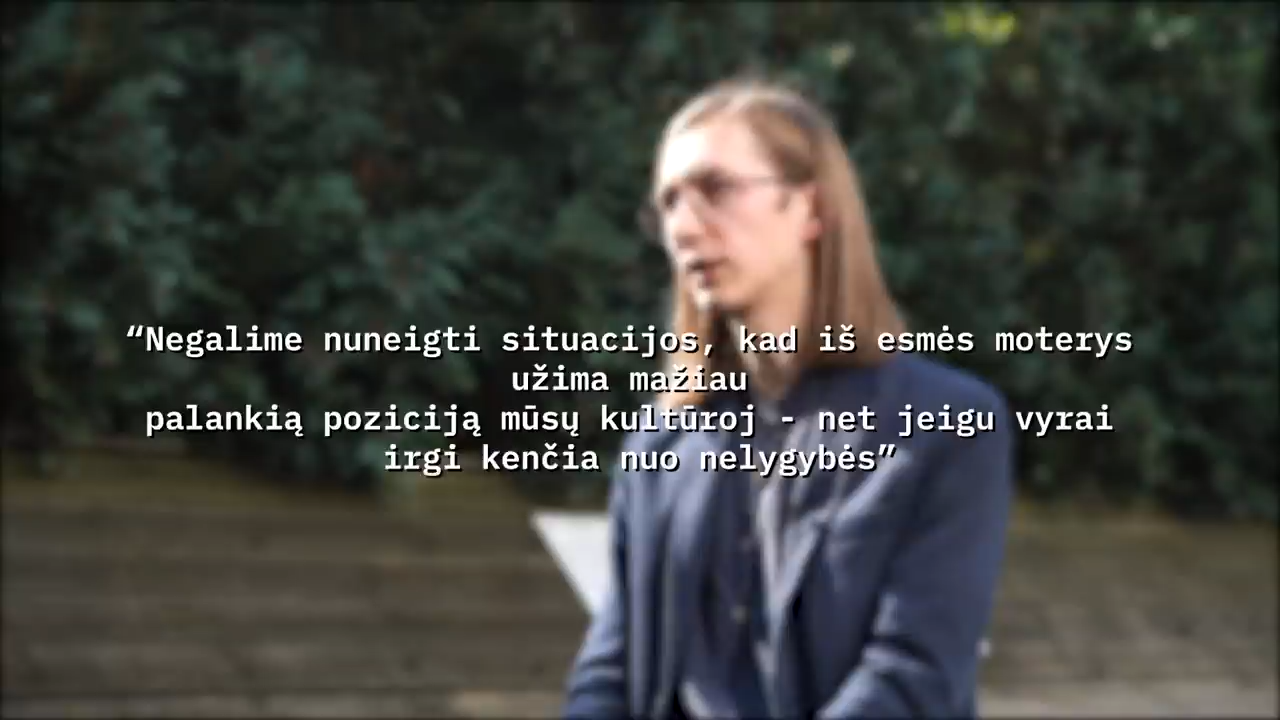 “Negalime nuneigti situacijos, kad iš esmės moterys
užima mažiau
palankią poziciją mūsų kultūroj - net jeigu vyrai
irgi kenčia nuo nelygybės”